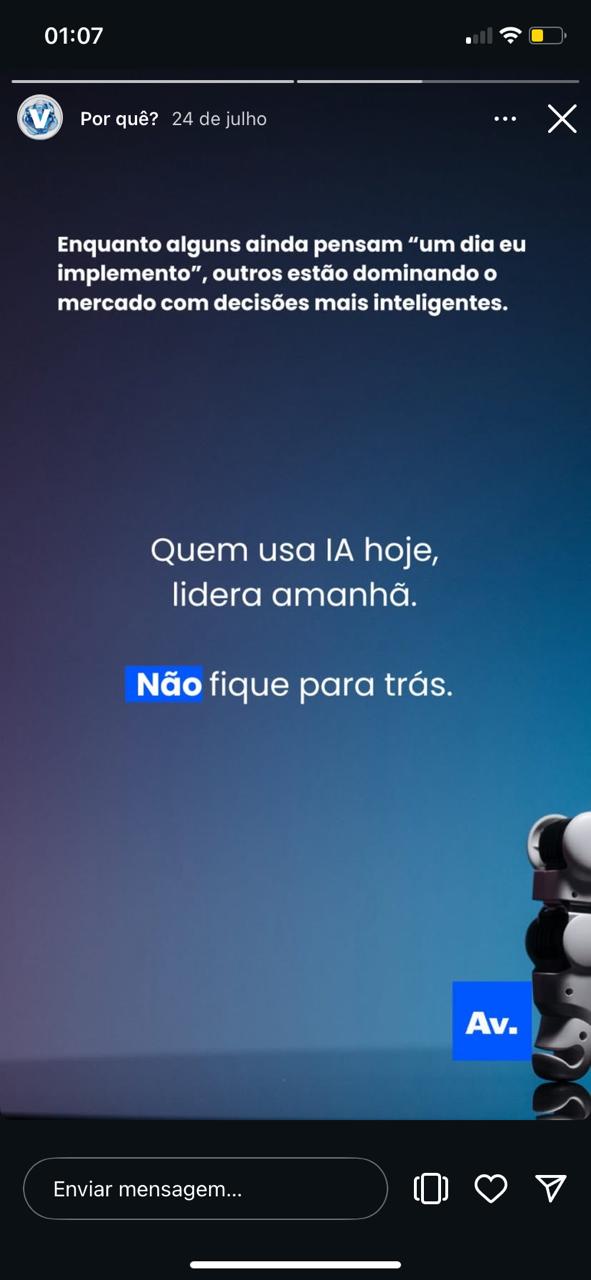 01:07
Por quê? 24 de julho
Enquanto alguns ainda pensam “um dia eu
implemento”, outros estão dominando o
mercado com decisões mais inteligentes.
Quem usa IA hoje,
lidera amanhã.
Não fique para trás.
Av.
Enviar mensagem...